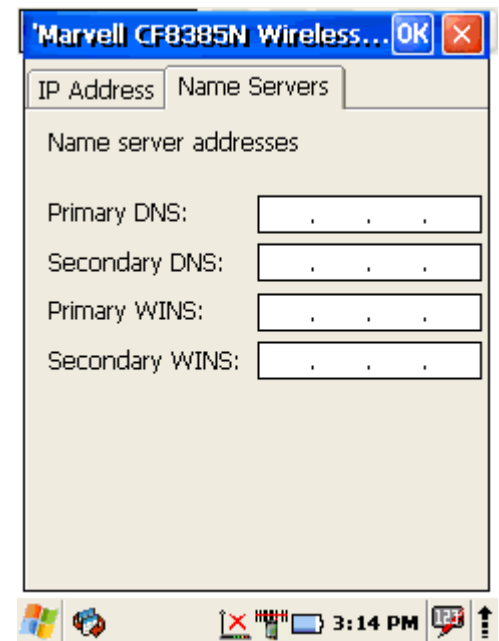 'Marvell CF8385N Wireless... OK
IP Address Name Servers
Name server addresses
Primary DNS: . . .
Secondary DNS: . . .
Primary WINS: . . .
Secondary WINS: . . .
3:14 PM 123